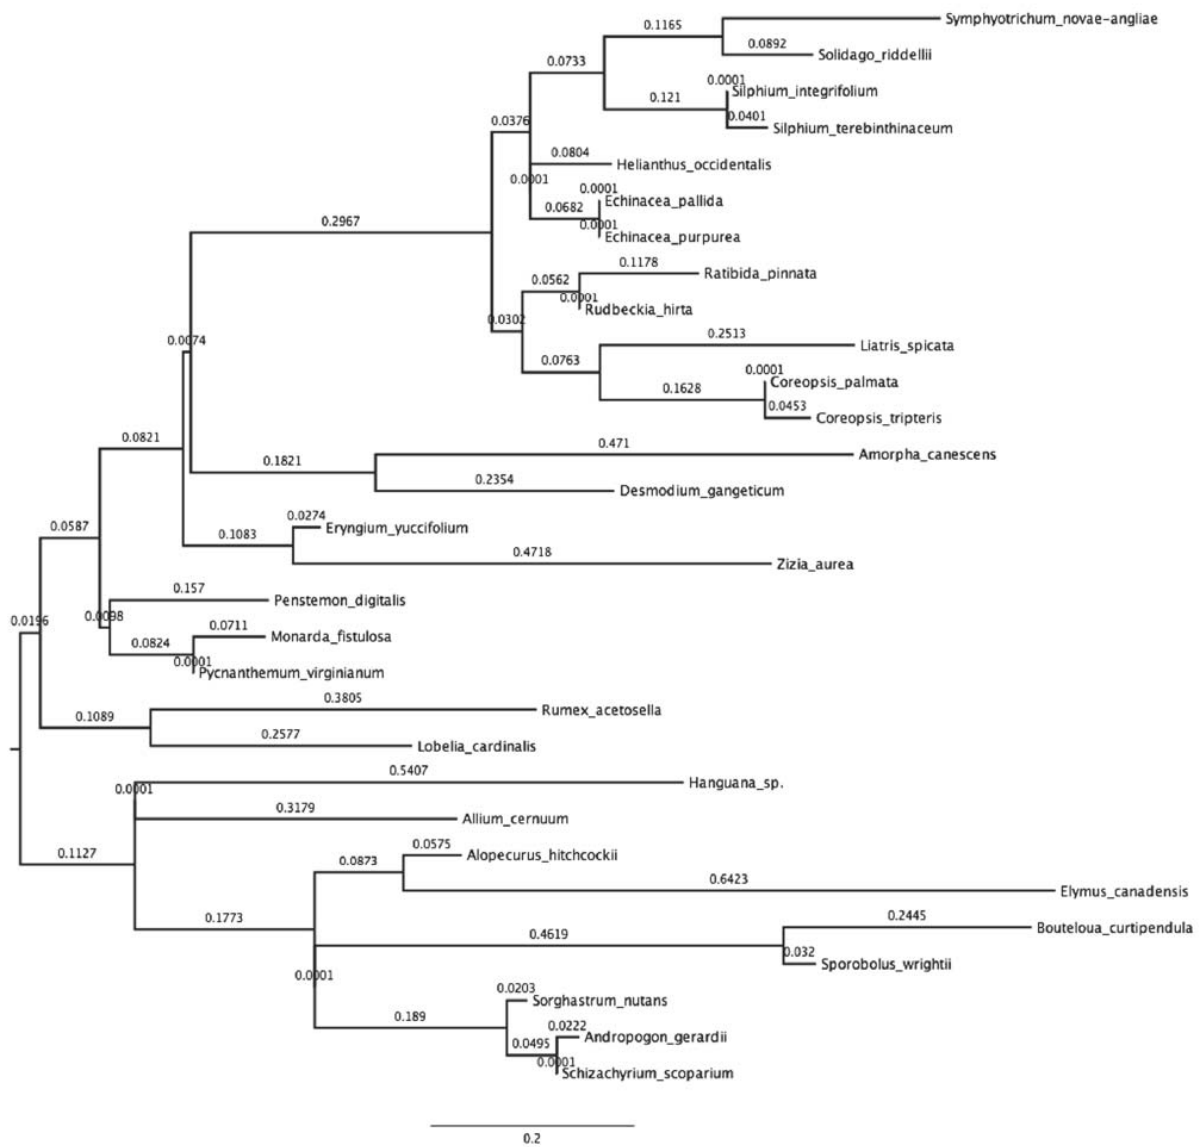 Symphyotrichum_novae-angliae
0.1165
0.0892
Solidago_riddellii
0.0733
0.0001
Silphium_integrifolium
0.121
0.0401
Silphium_terebinthinaceum
0.0376
0.0804
Helianthus_occidentalis
0.0001
0.0001
Echinacea_pallida
0.0682
0.0001
Echinacea_purpurea
0.2967
0.1178
Ratibida_pinnata
0.0562
0.0001
Rudbeckia_hirta
0.0302
0.2513
Liatris_spicata
0.0763
0.0001
Coreopsis_palmata
0.1628
0.0453
Coreopsis_tripteris
0.0074
0.471
Amorpha_canescens
0.1821
0.2354
Desmodium_gangeticum
0.0821
0.0274
Eryngium_yuccifolium
0.1083
0.4718
Zizia_aurea
0.0587
0.157
Penstemon_digitalis
0.0098
0.0711
Monarda_fistulosa
0.0824
0.0001
Pycnanthemum_virginianum
0.0196
0.3805
Rumex_acetosella
0.1089
0.2577
Lobelia_cardinalis
0.5407
Hanguana_sp.
0.0001
0.3179
Allium_cernuum
0.1127
0.0575
Alopecurus_hitchcockii
0.0873
0.6423
Elymus_canadensis
0.1773
0.2445
Bouteloua_curtipendula
0.4619
0.032
Sporobolus_wrightii
0.0001
0.0203
Sorghastrum_nutans
0.189
0.0222
Andropogon_gerardii
0.0495
0.0001
Schizachyrium_scoparium
0.2